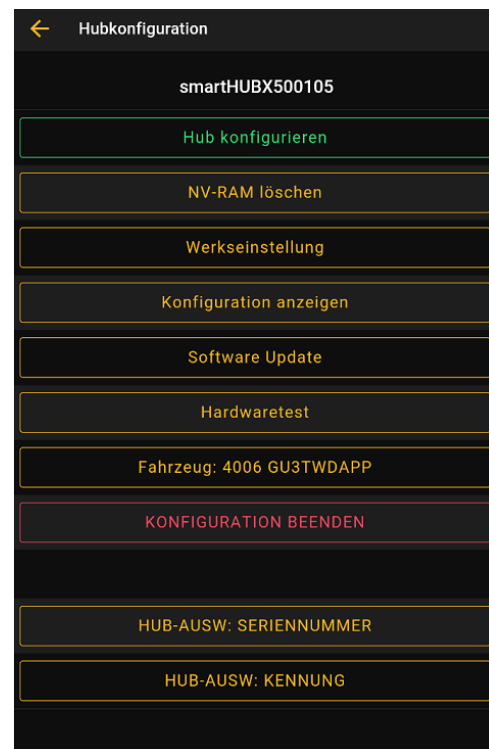 Hubkonfiguration
smartHUBX500105
Hub konfigurieren
NV-RAM löschen
Werkseinstellung
Konfiguration anzeigen
Software Update
Hardwaretest
Fahrzeug: 4006 GU3TWDAPP
KONFIGURATION BEENDEN
HUB-AUSW: SERIENNUMMER
HUB-AUSW: KENNUNG